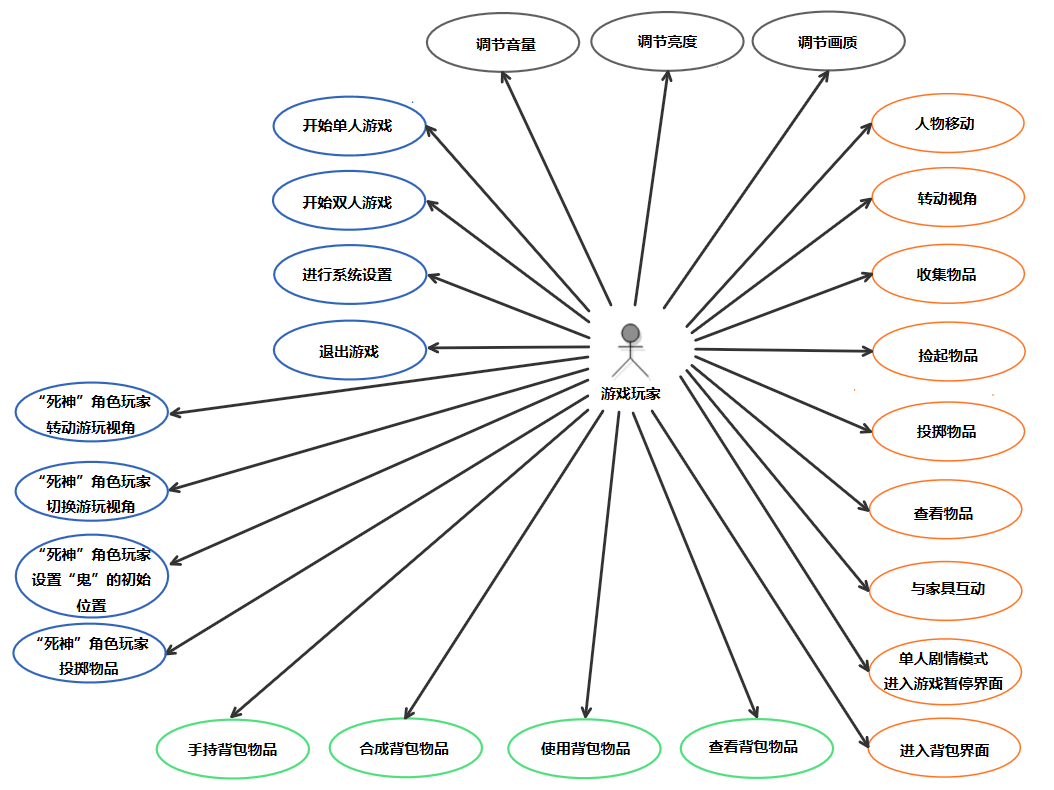 调节音量
调节亮度
调节画质
开始单人游戏
开始双人游戏
进行系统设置
退出游戏
“死神”角色玩家
转动游玩视角
“死神”角色玩家
切换游玩视角
“死神”角色玩家
设置“鬼”的初始
位置
“死神”角色玩家
投掷物品
游戏玩家
人物移动
转动视角
收集物品
捡起物品
投掷物品
查看物品
与家具互动
单人剧情模式
进入游戏暂停界面
进入背包界面
手持背包物品
合成背包物品
使用背包物品
查看背包物品